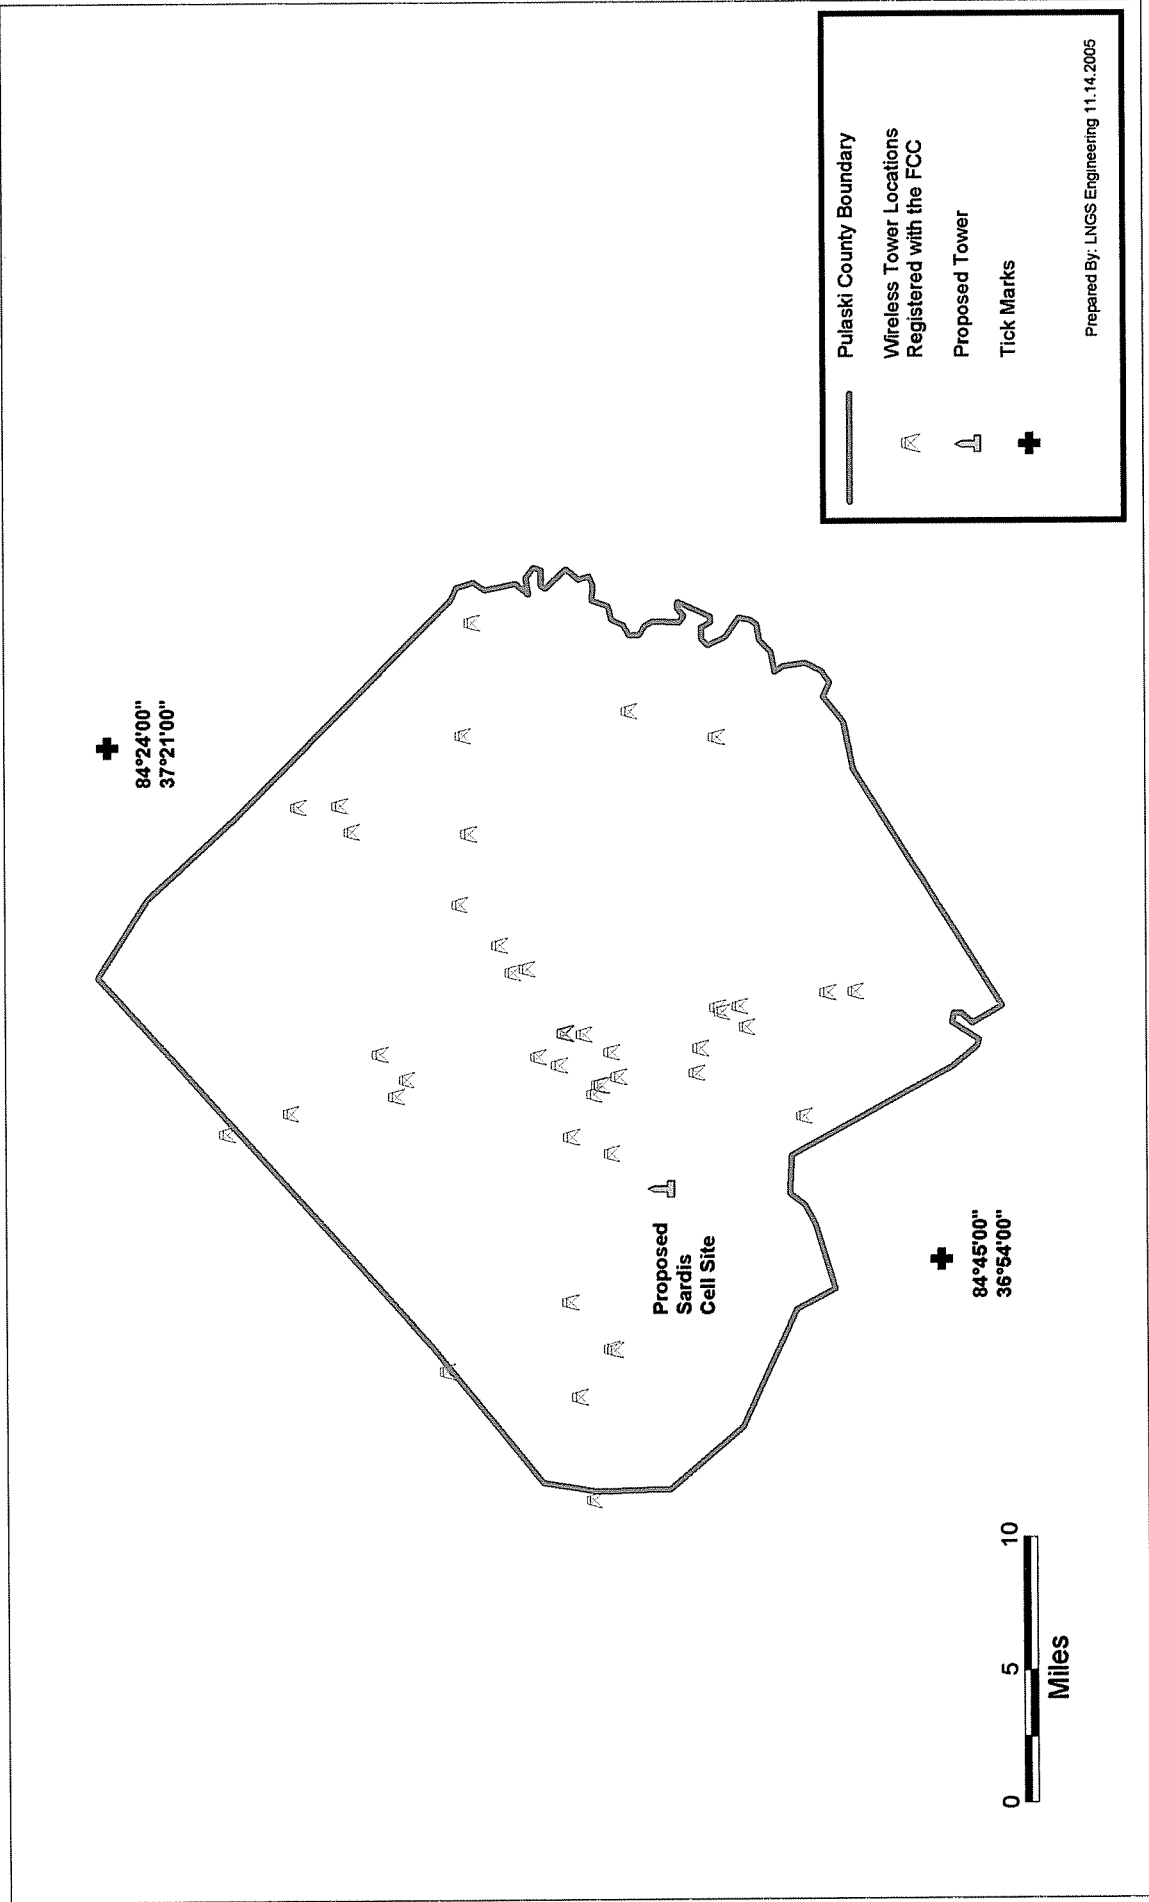 84°24'00"
37°21'00"
Proposed
Sardis
Cell Site
84°45'00"
36°54'00"
0 5 10
Miles
Pulaski County Boundary
Wireless Tower Locations
Registered with the FCC
Proposed Tower
Tick Marks
Prepared By: LNGS Engineering 11.14.2005